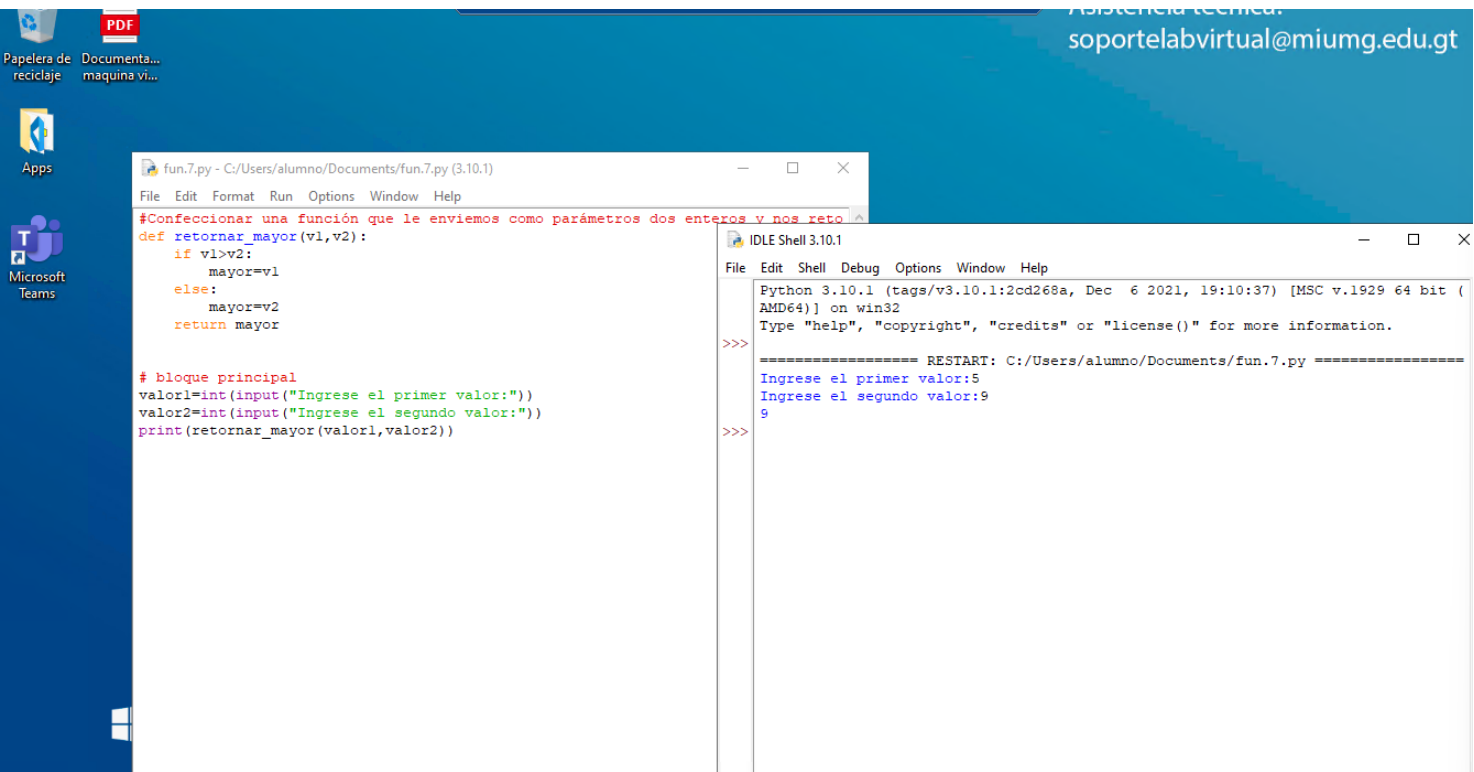 Asistencia técnica:
soportelabvirtual@miumg.edu.gt
PDF
Papelera de reciclaje
Documenta...
maquina vi...
Apps
T
Microsoft
Teams
fun.7.py - C:/Users/alumno/Documents/fun.7.py (3.10.1)
File Edit Format Run Options Window Help
#Confeccionar una función que le enviemos como parámetros dos enteros y nos reto
def retornar_mayor(v1,v2):
    if v1>v2:
        mayor=v1
    else:
        mayor=v2
    return mayor
# bloque principal
valor1=int(input("Ingrese el primer valor:"))
valor2=int(input("Ingrese el segundo valor:"))
print(retornar_mayor(valor1,valor2))
IDLE Shell 3.10.1
File Edit Shell Debug Options Window Help
Python 3.10.1 (tags/v3.10.1:2cd268a, Dec  6 2021, 19:10:37) [MSC v.1929 64 bit (
AMD64)] on win32
Type "help", "copyright", "credits" or "license()" for more information.
>>>
================== RESTART: C:/Users/alumno/Documents/fun.7.py =================
Ingrese el primer valor:5
Ingrese el segundo valor:9
9
>>>